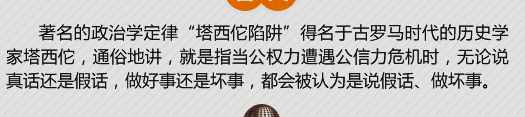 著名的政治学定律“塔西佗陷阱”得名于古罗马时代的历史学
家塔西佗，通俗地讲，就是指当公权力遭遇公信力危机时，无论说
真话还是假话，做好事还是坏事，都会被认为是说假话、做坏事。